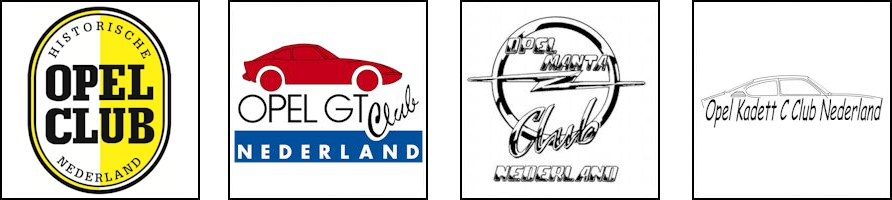 HISTORISCHE
OPEL
CLUB
NEDERLAND
OPEL GT Club
NEDERLAND
OPEL
MANTA
Club
NEDERLAND
Opel Kadett C Club Nederland